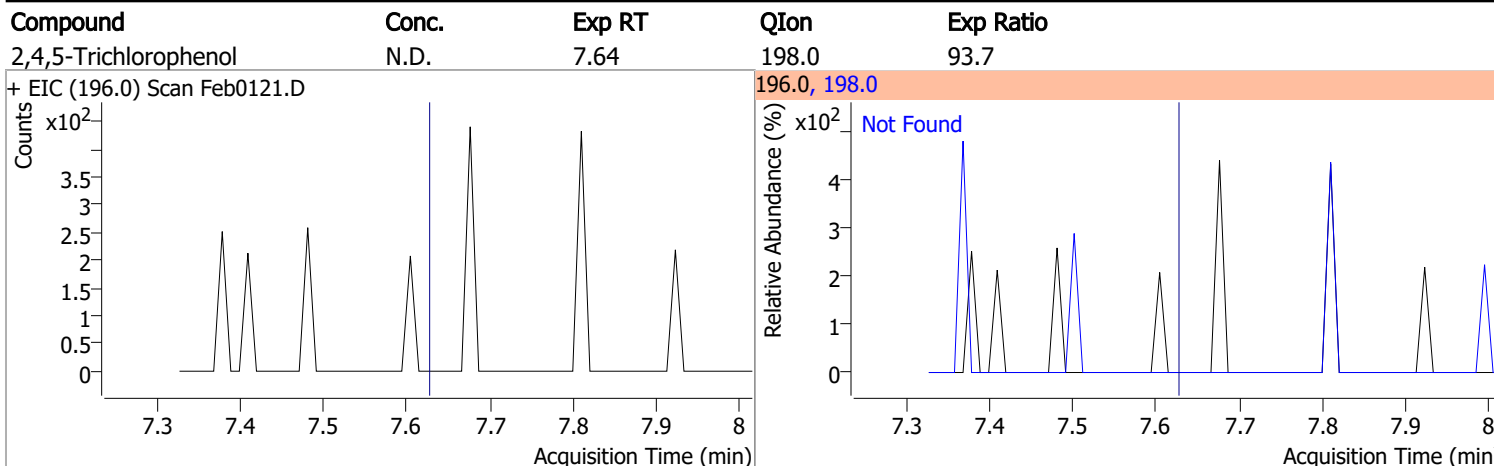 Compound Conc. Exp RT QIon Exp Ratio
2,4,5-Trichlorophenol N.D. 7.64 198.0 93.7
+ EIC (196.0) Scan Feb0121.D
Counts
x10²
3.5
3
2.5
2
1.5
1
0.5
0
7.3 7.4 7.5 7.6 7.7 7.8 7.9 8
Acquisition Time (min)
196.0, 198.0
Relative Abundance (%)
x10²
Not Found
4
3
2
1
0
7.3 7.4 7.5 7.6 7.7 7.8 7.9 8
Acquisition Time (min